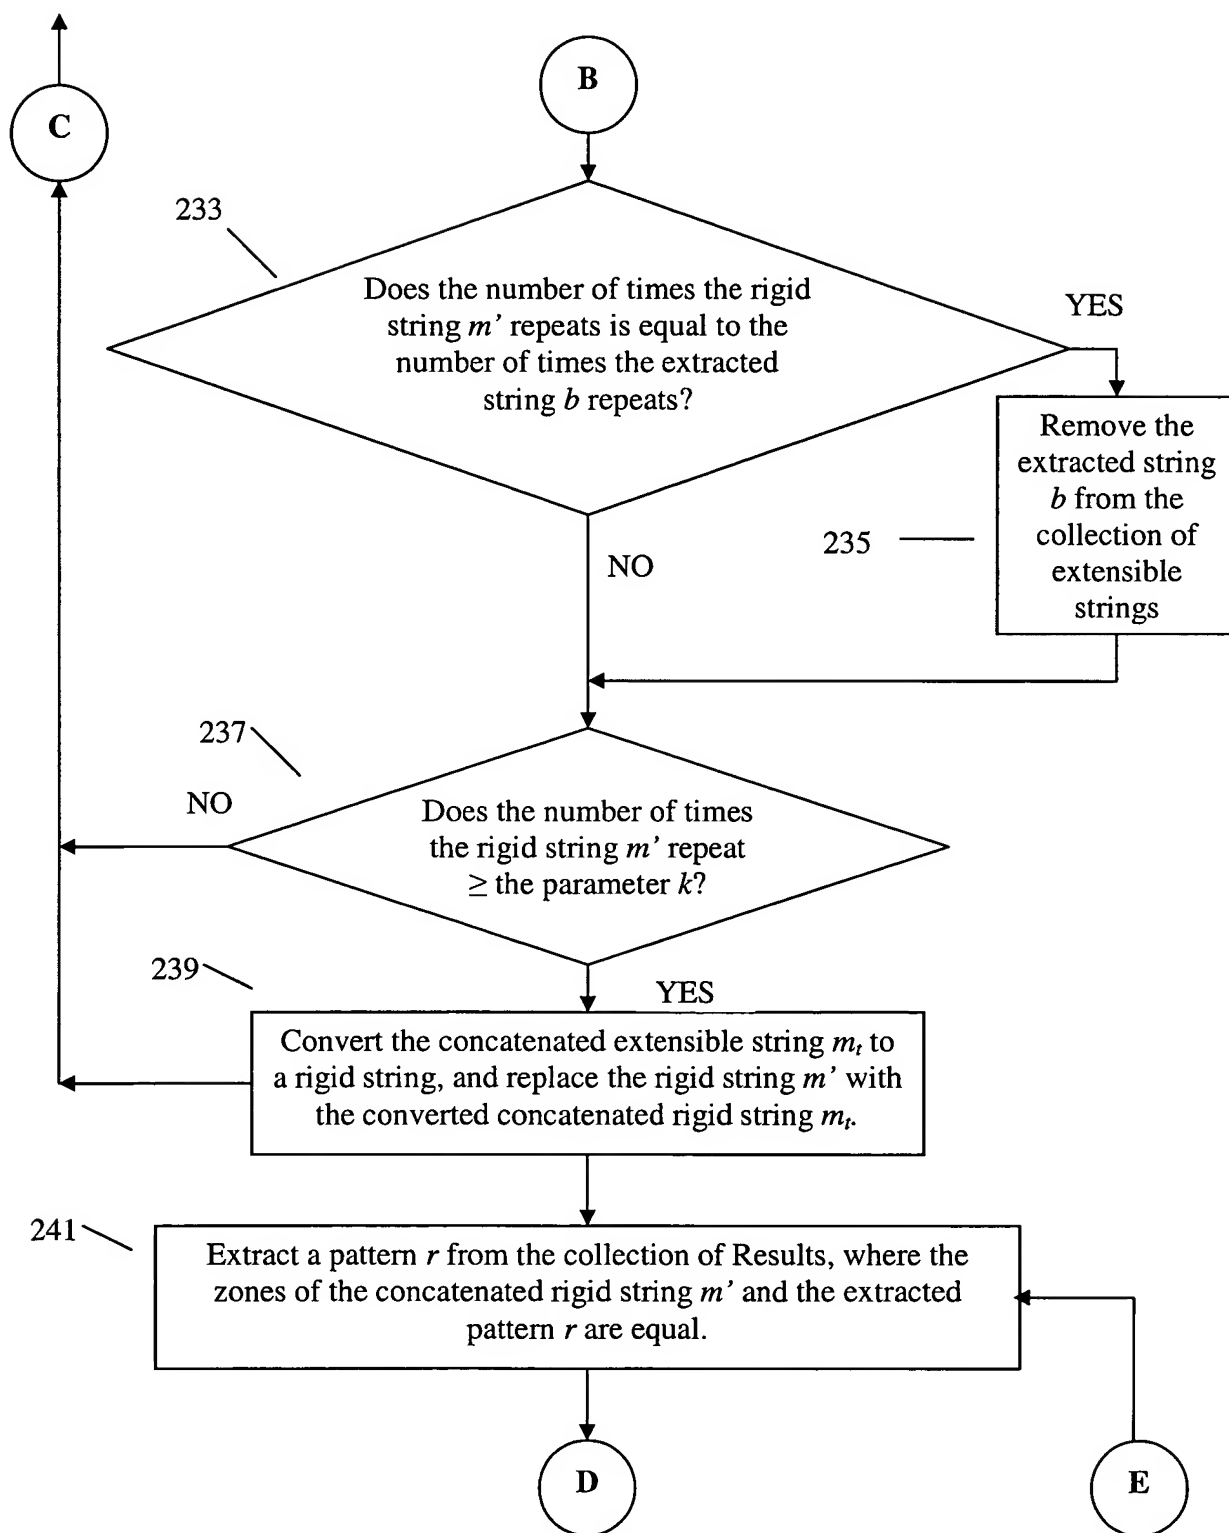 B
C
233
Does the number of times the rigid
string m’ repeats is equal to the
number of times the extracted
string b repeats?
YES
Remove the
extracted string
b from the
collection of
extensible
strings
235
NO
237
NO
Does the number of times
the rigid string m’ repeat
≥ the parameter k?
239
YES
Convert the concatenated extensible string mt to
a rigid string, and replace the rigid string m’ with
the converted concatenated rigid string mt.
241
Extract a pattern r from the collection of Results, where the
zones of the concatenated rigid string m’ and the extracted
pattern r are equal.
D
E